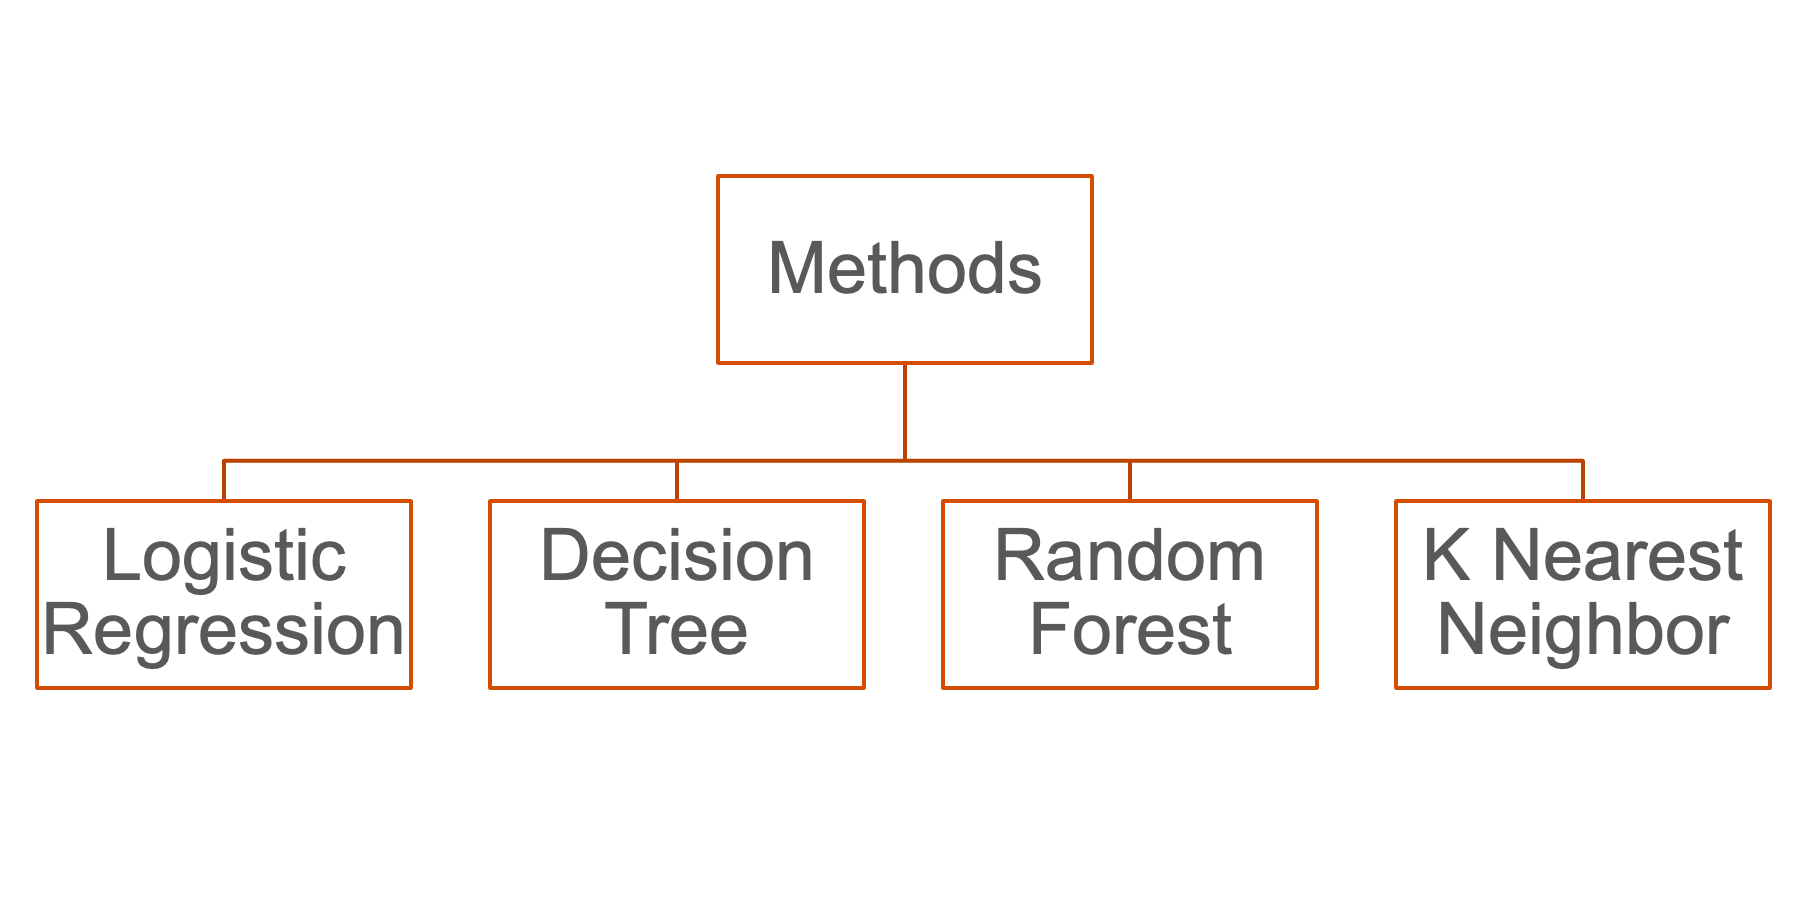 Methods
Logistic
Regression
Decision
Tree
Random
Forest
K Nearest
Neighbor